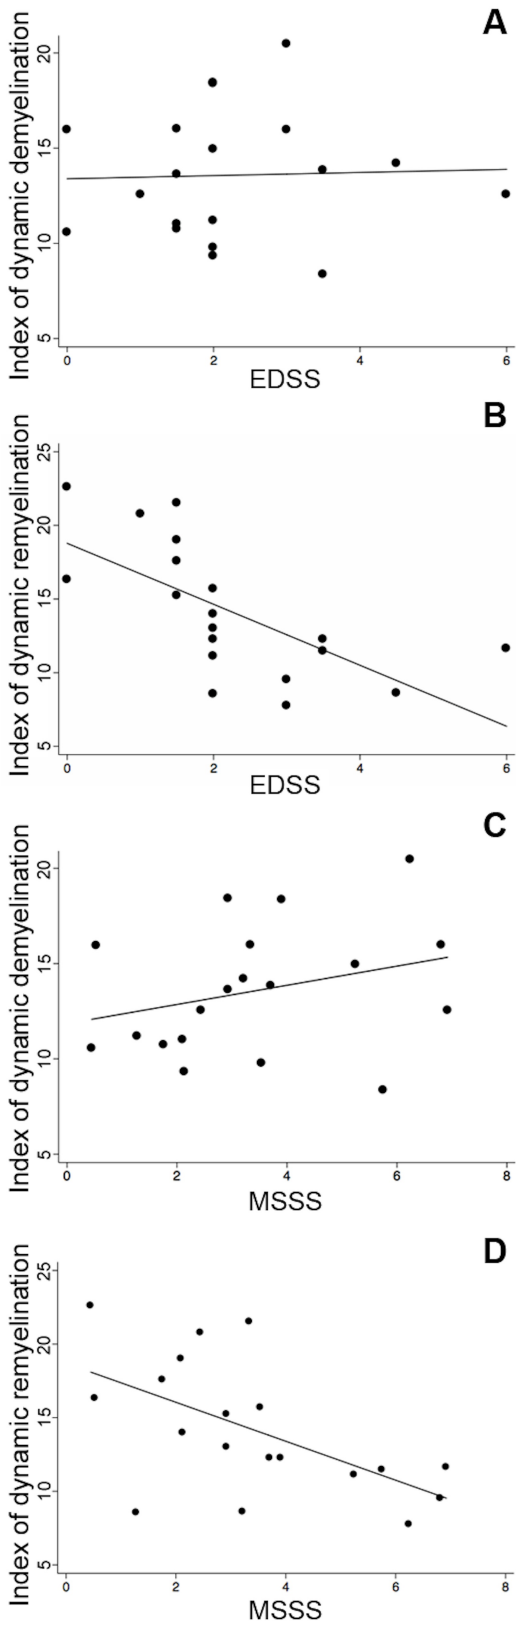 A
Index of dynamic demyelination
20
15
10
5
0 2 4 6
EDSS
B
Index of dynamic remyelination
25
20
15
10
5
0 2 4 6
EDSS
C
Index of dynamic demyelination
20
15
10
5
0 2 4 6 8
MSSS
D
Index of dynamic remyelination
25
20
15
10
5
0 2 4 6 8
MSSS